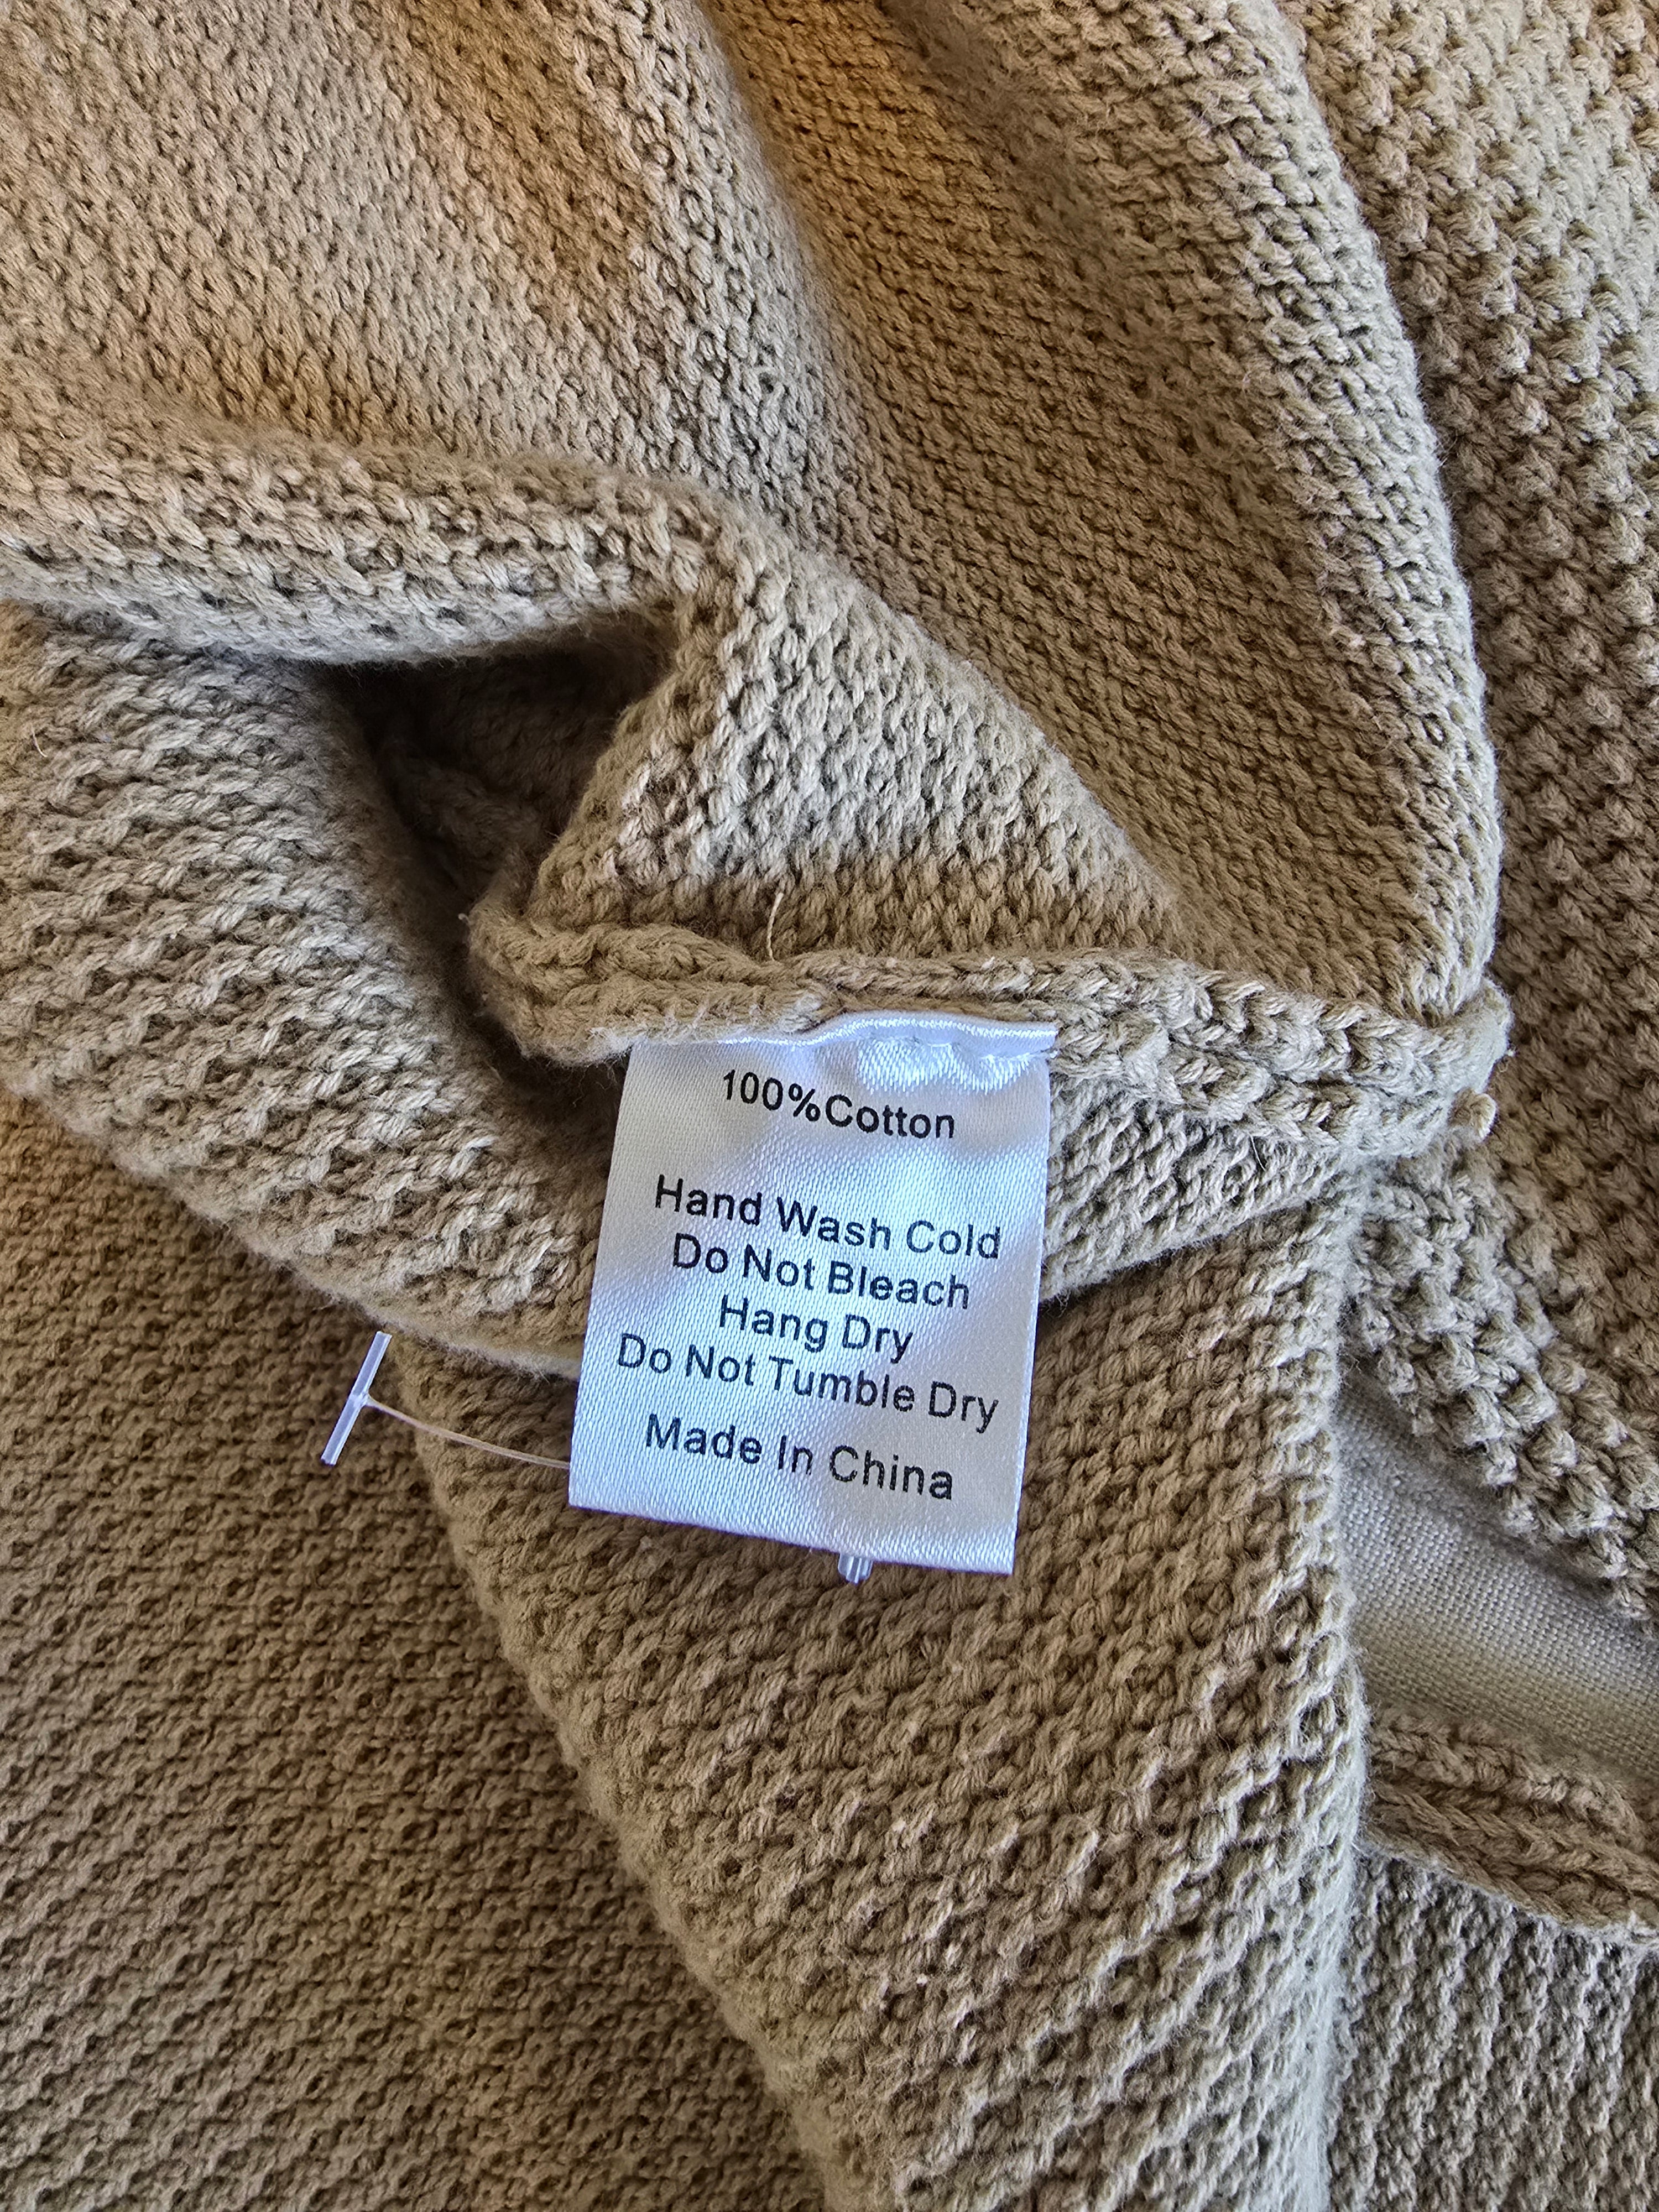 100%Cotton
Hand Wash Cold
Do Not Bleach
Hang Dry
Do Not Tumble Dry
Made In China